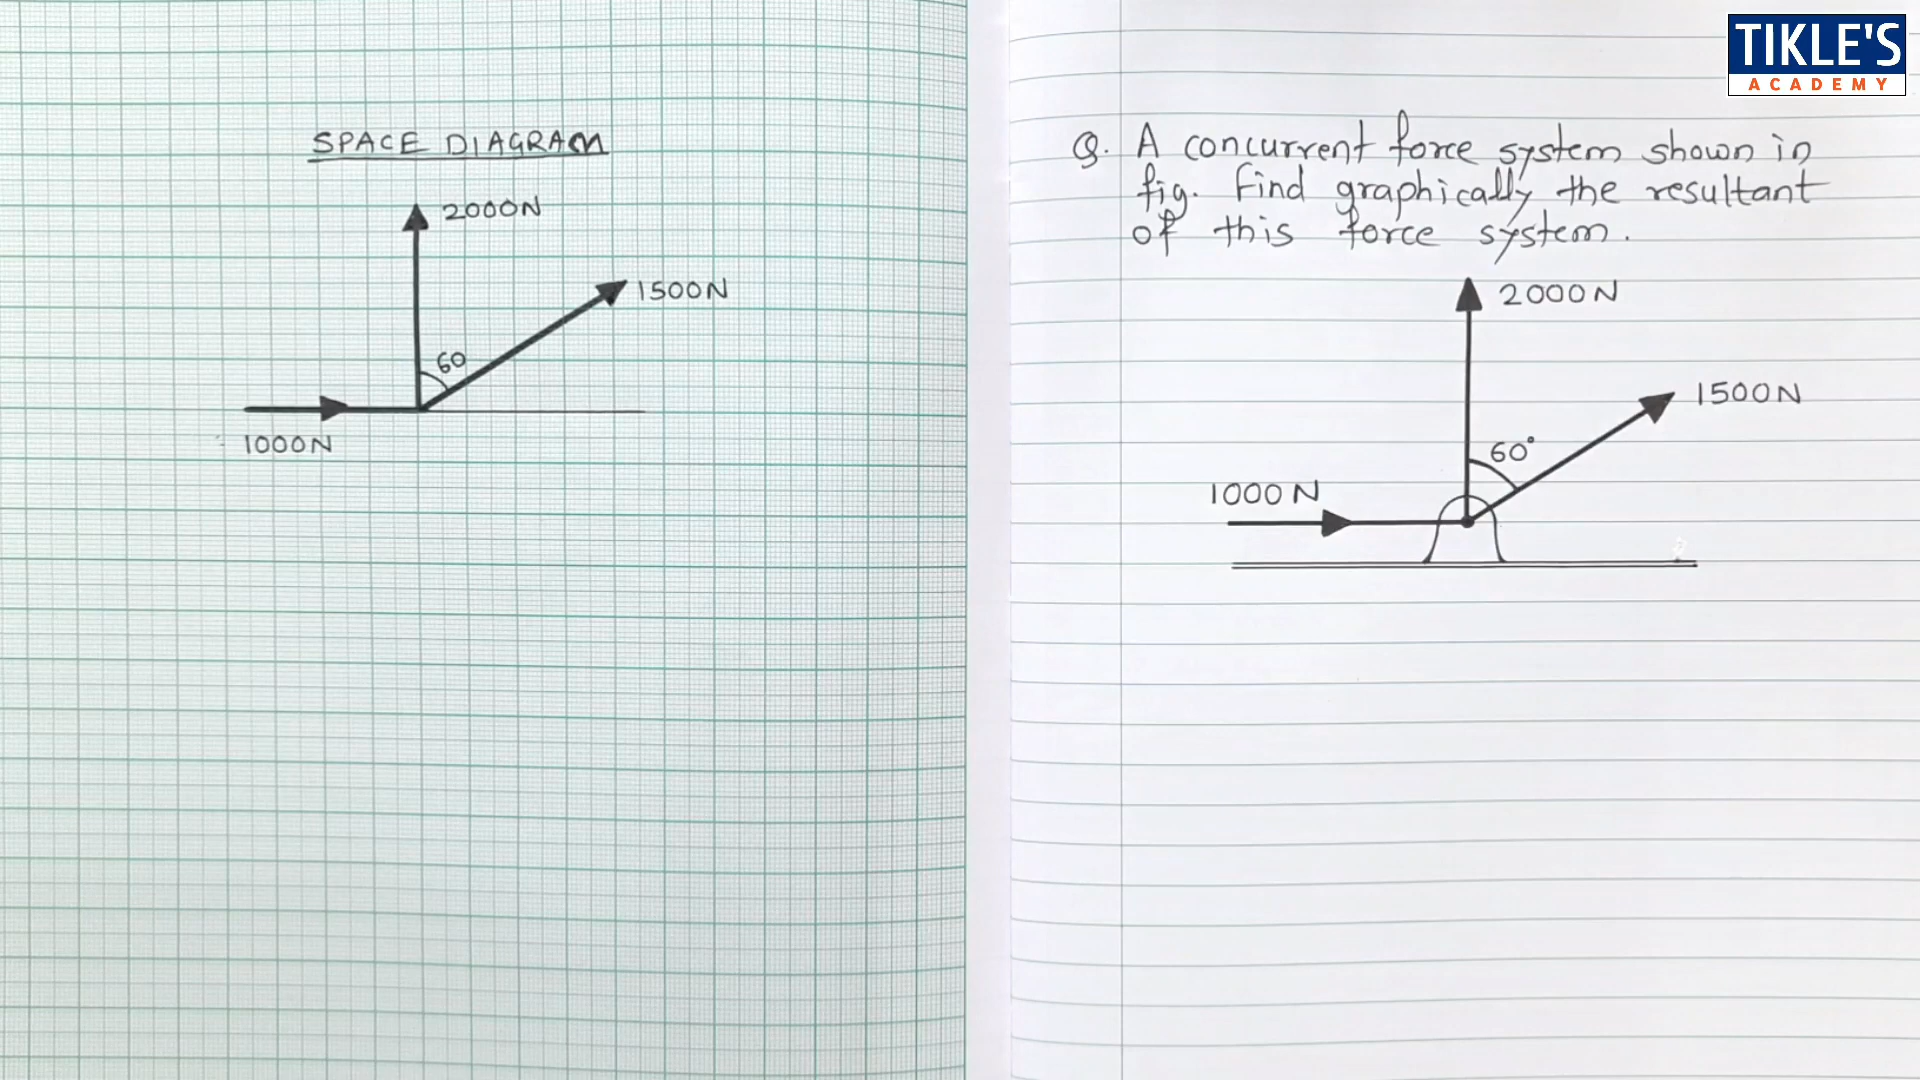 SPACE DIAGRAM
2000N
1500N
60
1000N
TIKLE'S
ACADEMY
Q. A concurrent force system shown in
fig. Find graphically the resultant
of this force system.
2000N
1500N
60°
1000N